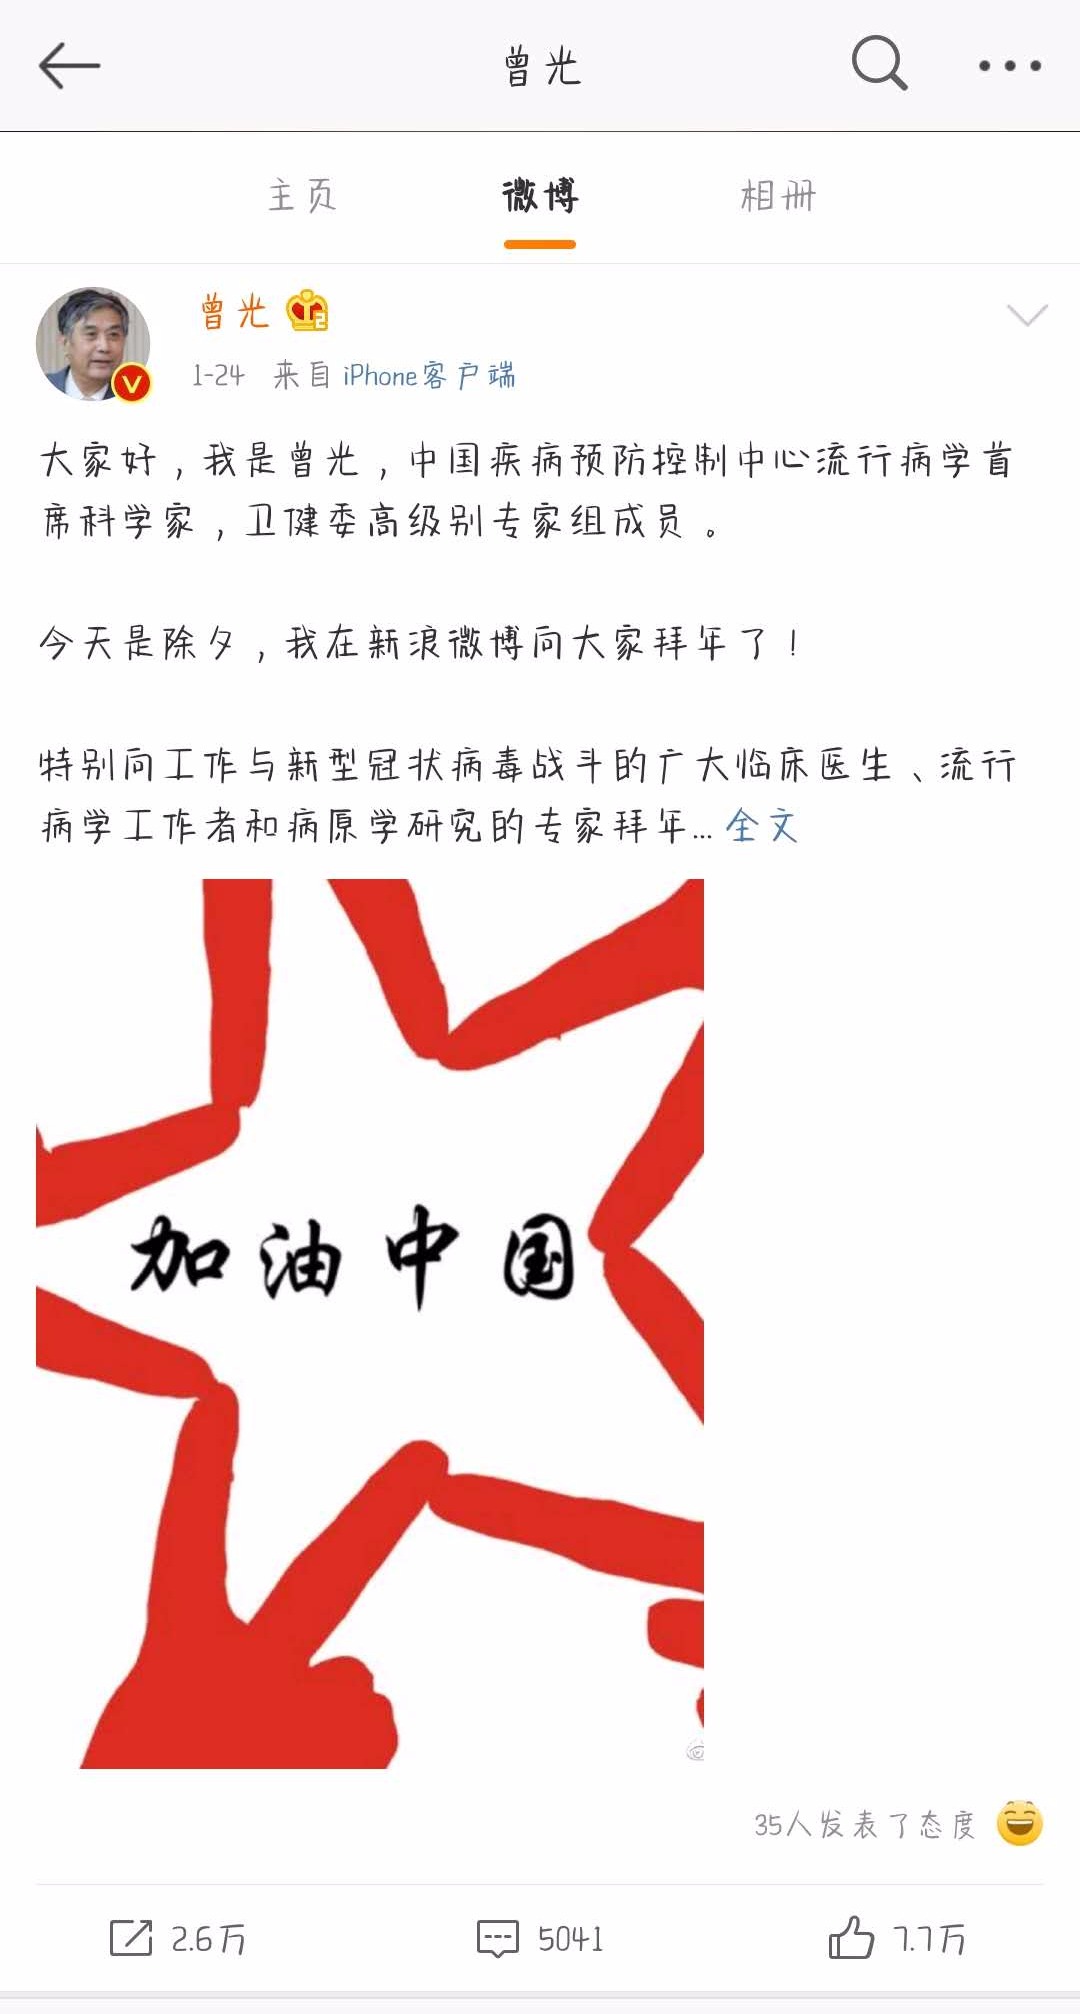 曾光
主页 微博 相册
曾光
1-24 来自 iPhone客户端
大家好，我是曾光，中国疾病预防控制中心流行病学首
席科学家，卫健委高级别专家组成员。
今天是除夕，我在新浪微博向大家拜年了！
特别向工作与新型冠状病毒战斗的广大临床医生、流行
病学工作者和病原学研究的专家拜年... 全文
加油中国
35人发表了态度
2.6万 5041 7.7万